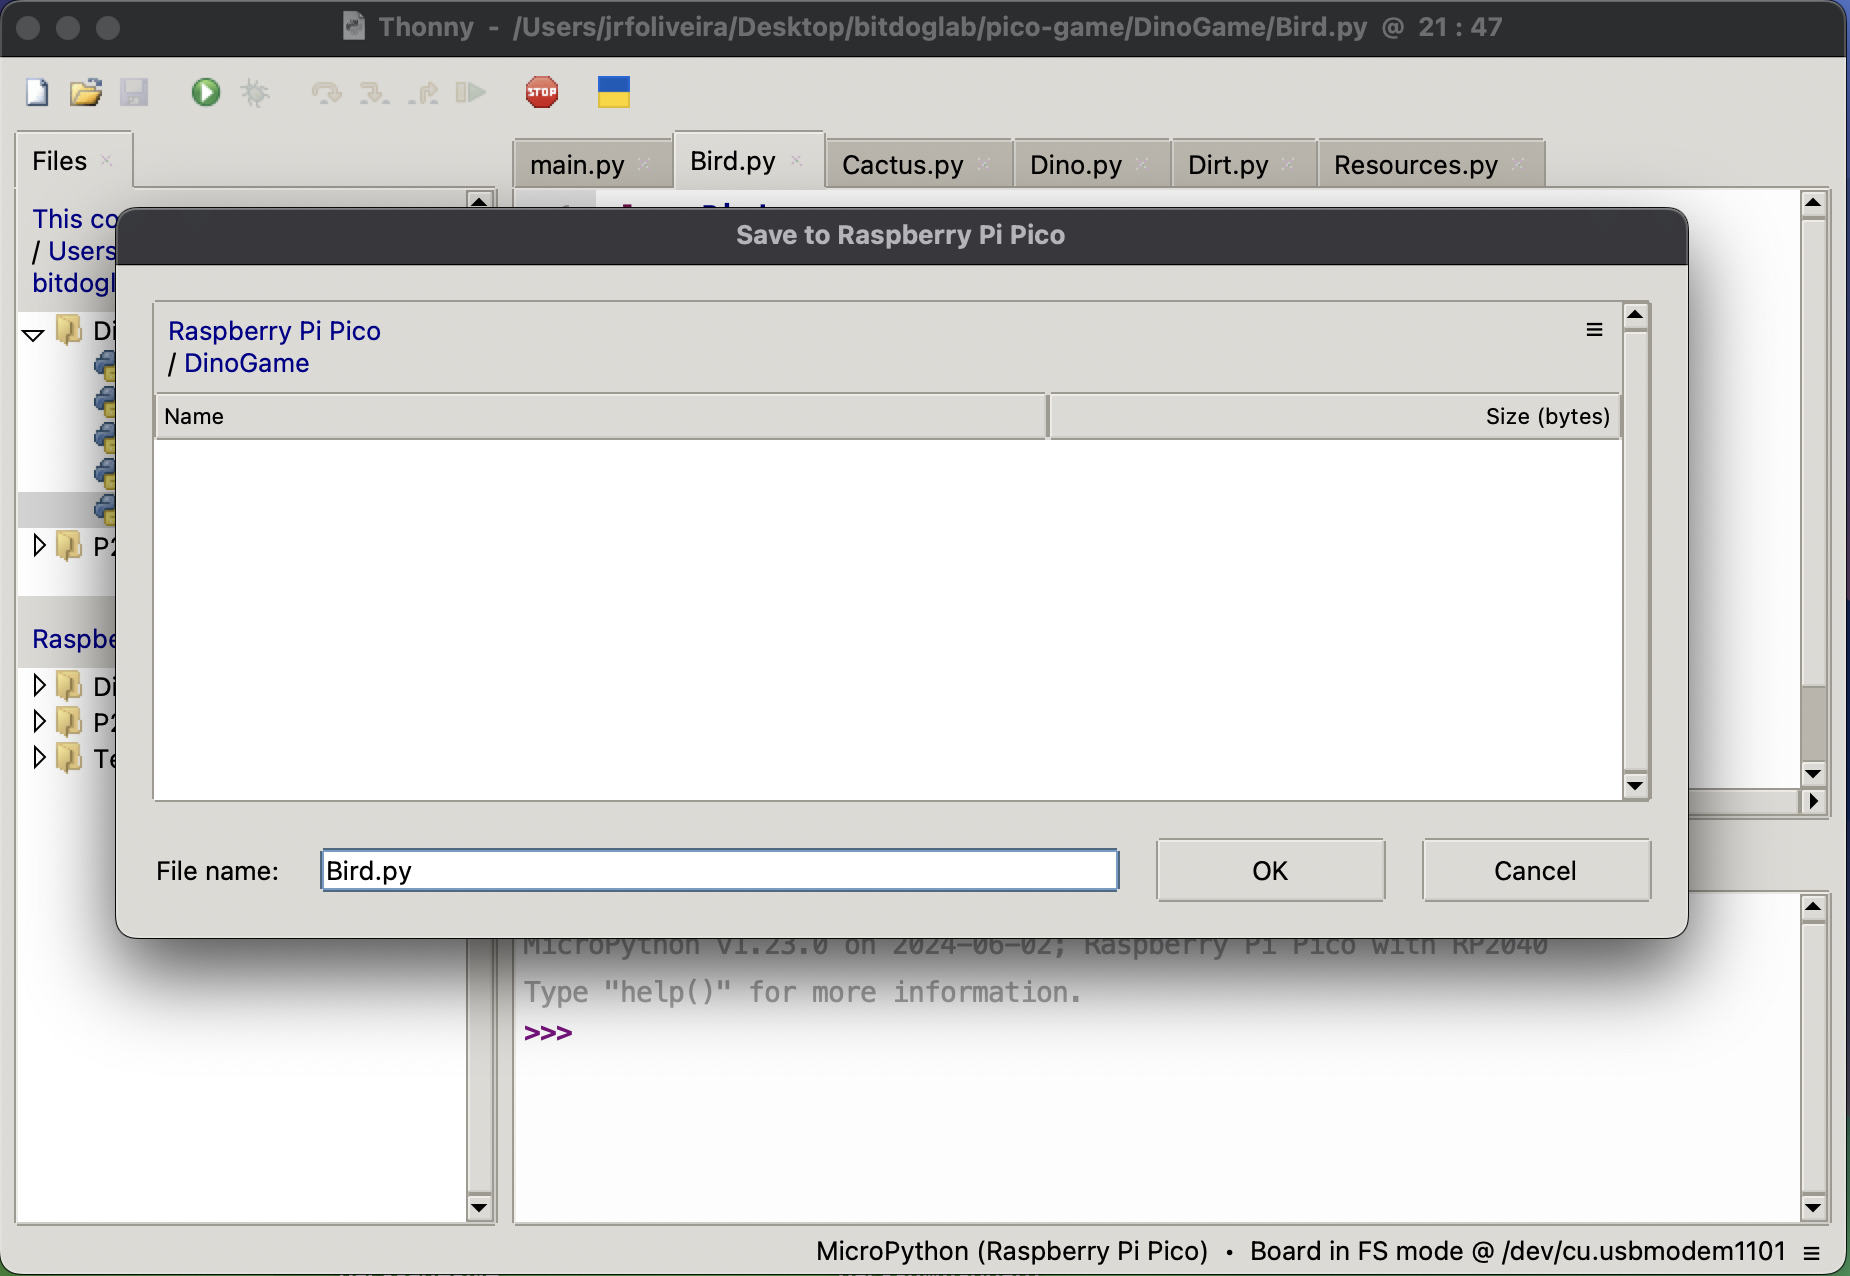 Thonny - /Users/jrfoliveira/Desktop/bitdoglab/pico-game/DinoGame/Bird.py @ 21 : 47
STOP
Files
main.py Bird.py Cactus.py Dino.py Dirt.py Resources.py
This co
/ Users
bitdogl
Di
P2
Raspbe
Di
P2
Te
Save to Raspberry Pi Pico
Raspberry Pi Pico
/ DinoGame
Name Size (bytes)
File name: Bird.py OK Cancel
MicroPython v1.23.0 on 2024-06-02; Raspberry Pi Pico with RP2040
Type "help()" for more information.
>>>
MicroPython (Raspberry Pi Pico) • Board in FS mode @ /dev/cu.usbmodem1101 ≡